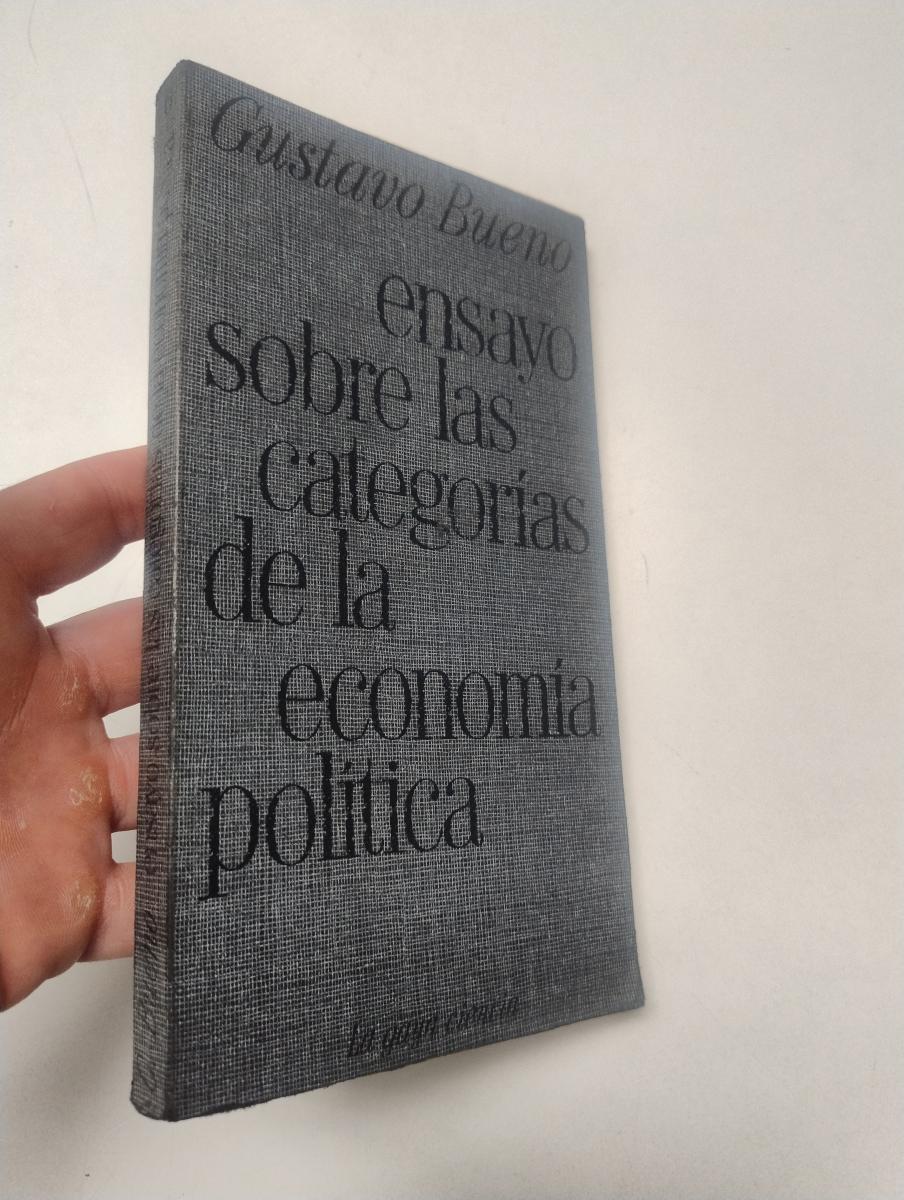 Gustavo Bueno
ensayo
sobre las
categorías
de la
economía
política
la gaya ciencia